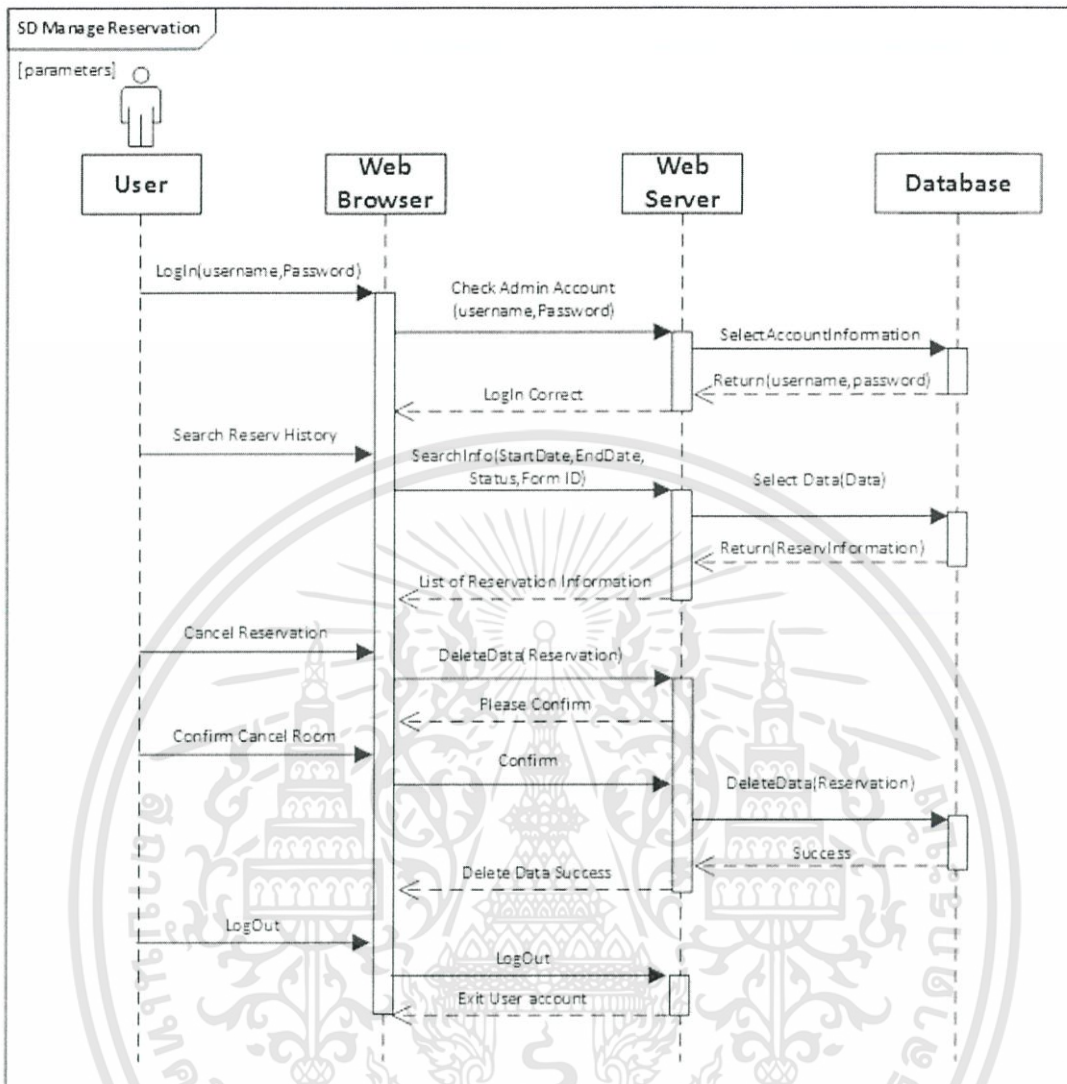 SD Manage Reservation
[parameters]
User
Web
Browser
Web
Server
Database
LogIn(username,Password)
Check Admin Account
(username,Password)
SelectAccountInformation
Return(username,password)
LogIn Correct
Search Reserv History
SearchInfo(StartDate,EndDate,
Status,Form ID)
Select Data(Data)
Return(ReservInformation)
List of Reservation Information
Cancel Reservation
DeleteData(Reservation)
Please Confirm
Confirm Cancel Room
Confirm
DeleteData(Reservation)
Success
Delete Data Success
LogOut
LogOut
Exit User account